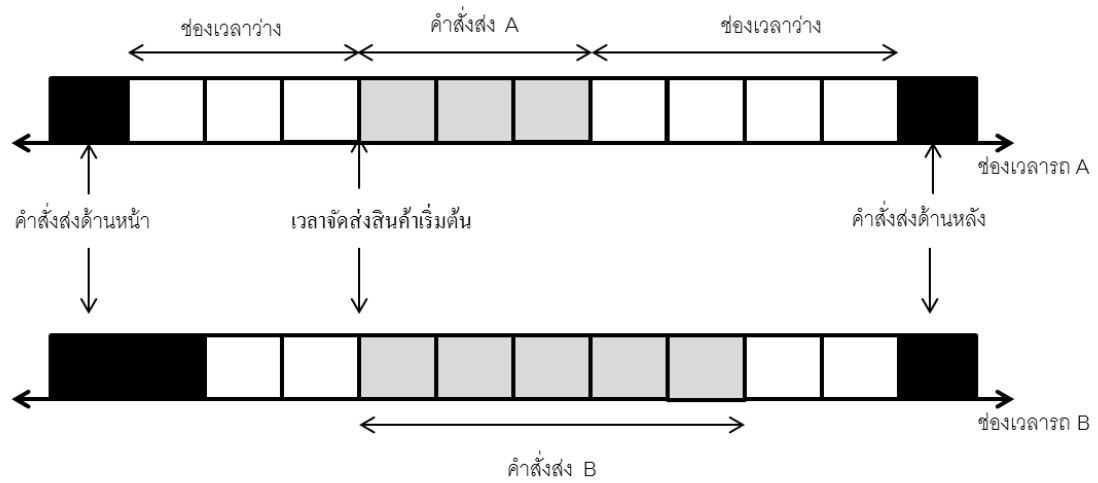 ช่องเวลาว่าง คำสั่งส่ง A ช่องเวลาว่าง
ช่องเวลารถ A
คำสั่งส่งด้านหน้า เวลาจัดส่งสินค้าเริ่มต้น คำสั่งส่งด้านหลัง
ช่องเวลารถ B
คำสั่งส่ง B